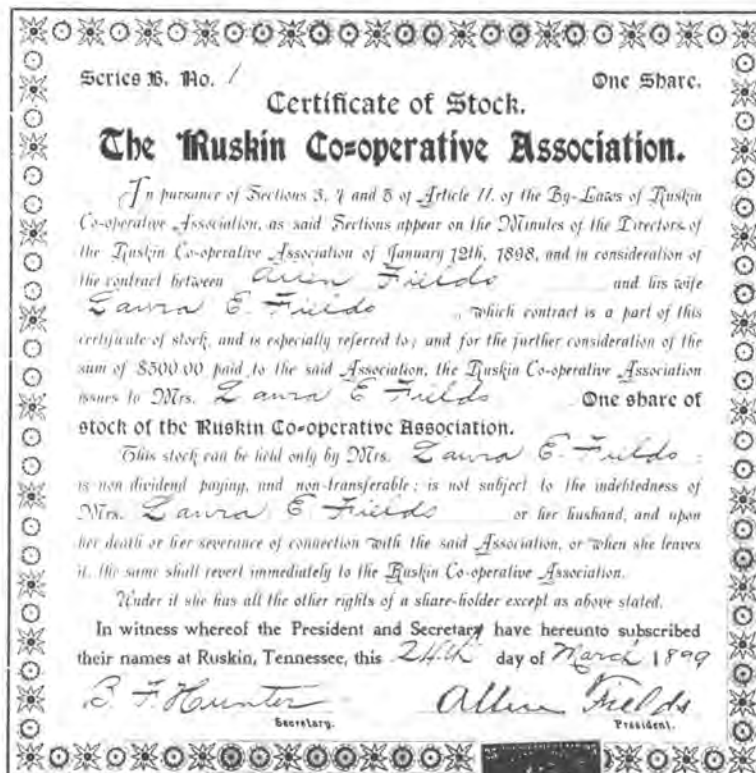 Series B. No. 1 One Share.
Certificate of Stock.
The Ruskin Co=operative Association.
In pursuance of Sections 3, 4 and 5 of Article 11, of the By-Laws of Ruskin
Co-operative Association, as said Sections appear on the Minutes of the Directors of
the Ruskin Co-operative Association of January 12th, 1898, and in consideration of
the contract between Allen Fields and his wife
Laura E. Fields, which contract is a part of this
certificate of stock, and is especially referred to; and for the further consideration of the
sum of $500.00 paid to the said Association, the Ruskin Co-operative Association
issues to Mrs. Laura E Fields One share of
stock of the Ruskin Co=operative Association.
This stock can be held only by Mrs. Laura E. Fields;
is non dividend paying, and non-transferable; is not subject to the indebtedness of
Mrs. Laura E Fields or her husband, and upon
her death or her severance of connection with the said Association, or when she leaves
it, the same shall revert immediately to the Ruskin Co-operative Association.
Under it she has all the other rights of a share-holder except as above stated.
In witness whereof the President and Secretary have hereunto subscribed
their names at Ruskin, Tennessee, this 24th day of March 1899
B. F Hunter Allen Fields
Secretary. President.